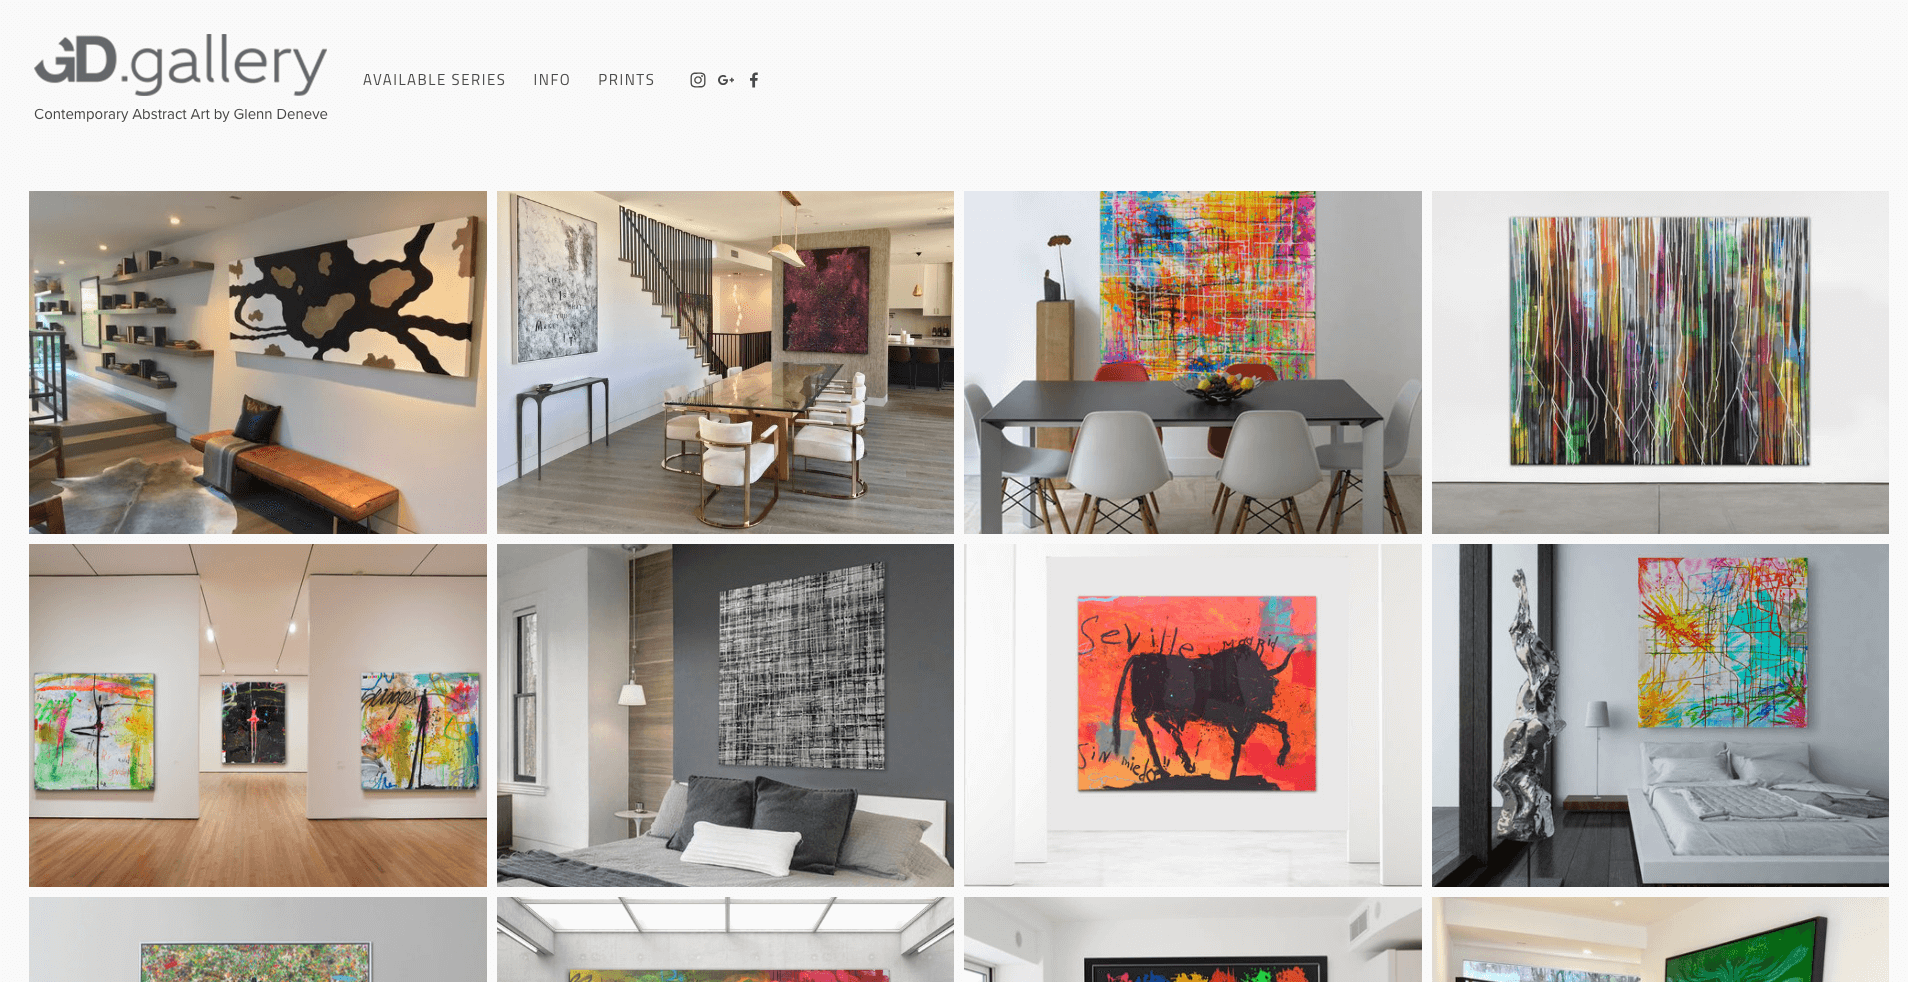 GD.gallery
AVAILABLE SERIES INFO PRINTS
Contemporary Abstract Art by Glenn Deneve
Seville
Sin miedo!!